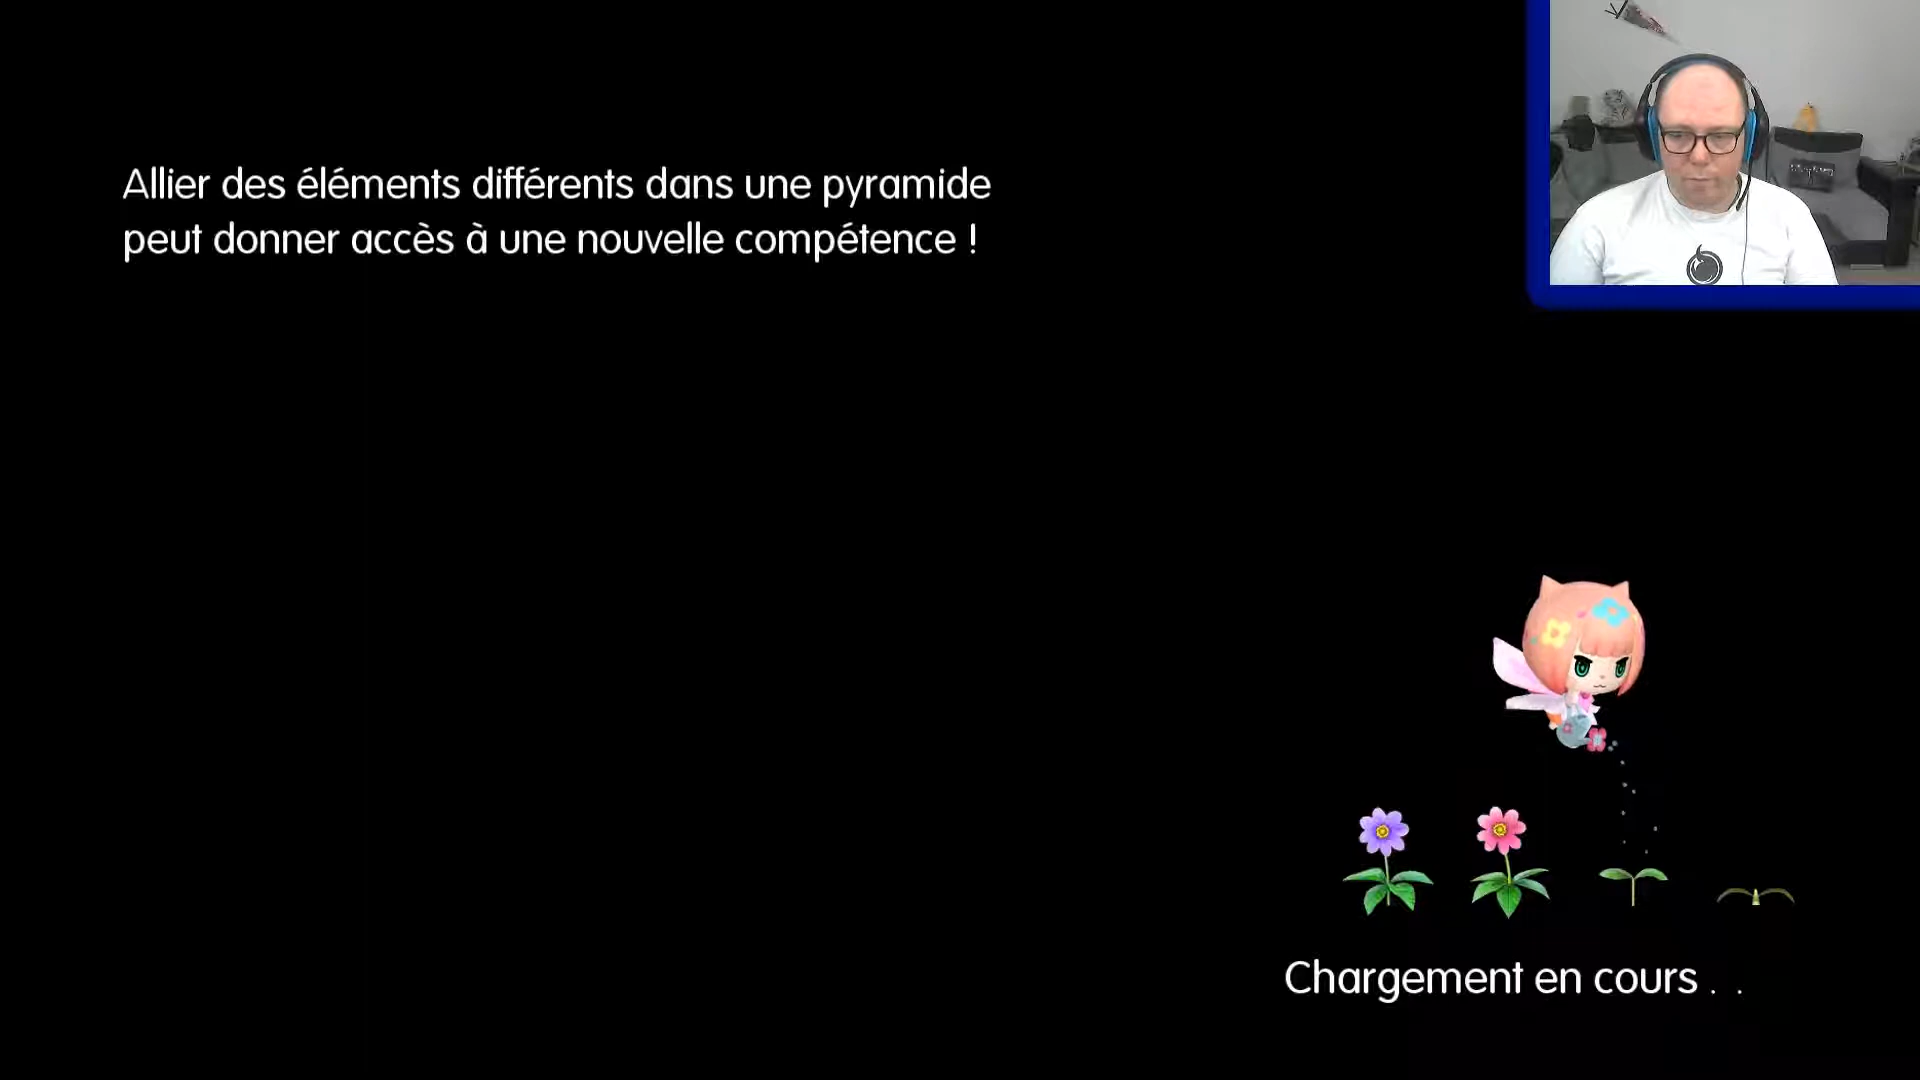 Allier des éléments différents dans une pyramide
peut donner accès à une nouvelle compétence !
Chargement en cours . .